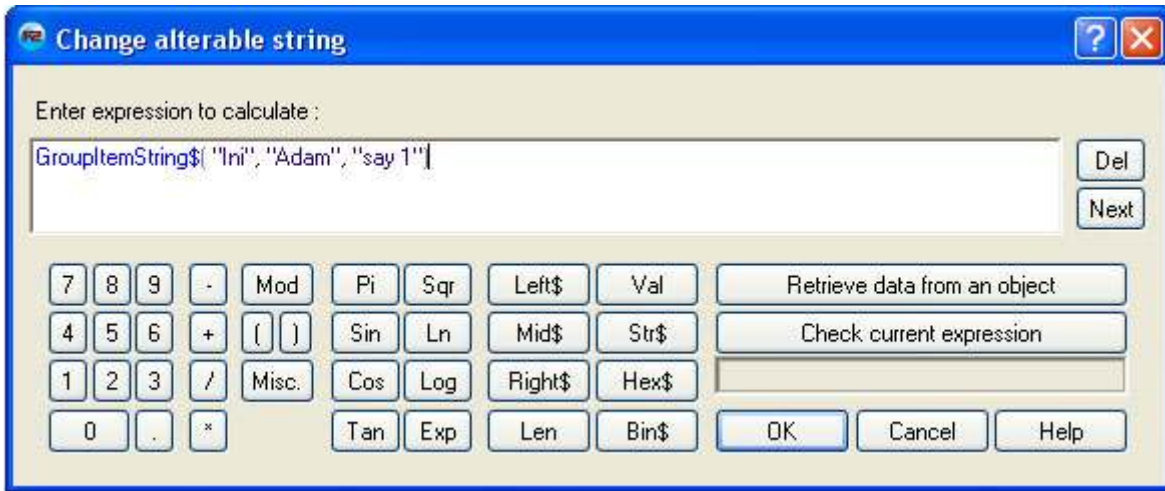 Change alterable string
Enter expression to calculate :
GroupItemString$( "Ini", "Adam", "say 1")
Del
Next
7 8 9 - Mod Pi Sqr Left$ Val Retrieve data from an object
4 5 6 + ( ) Sin Ln Mid$ Str$ Check current expression
1 2 3 / Misc. Cos Log Right$ Hex$
0 . * Tan Exp Len Bin$ OK Cancel Help